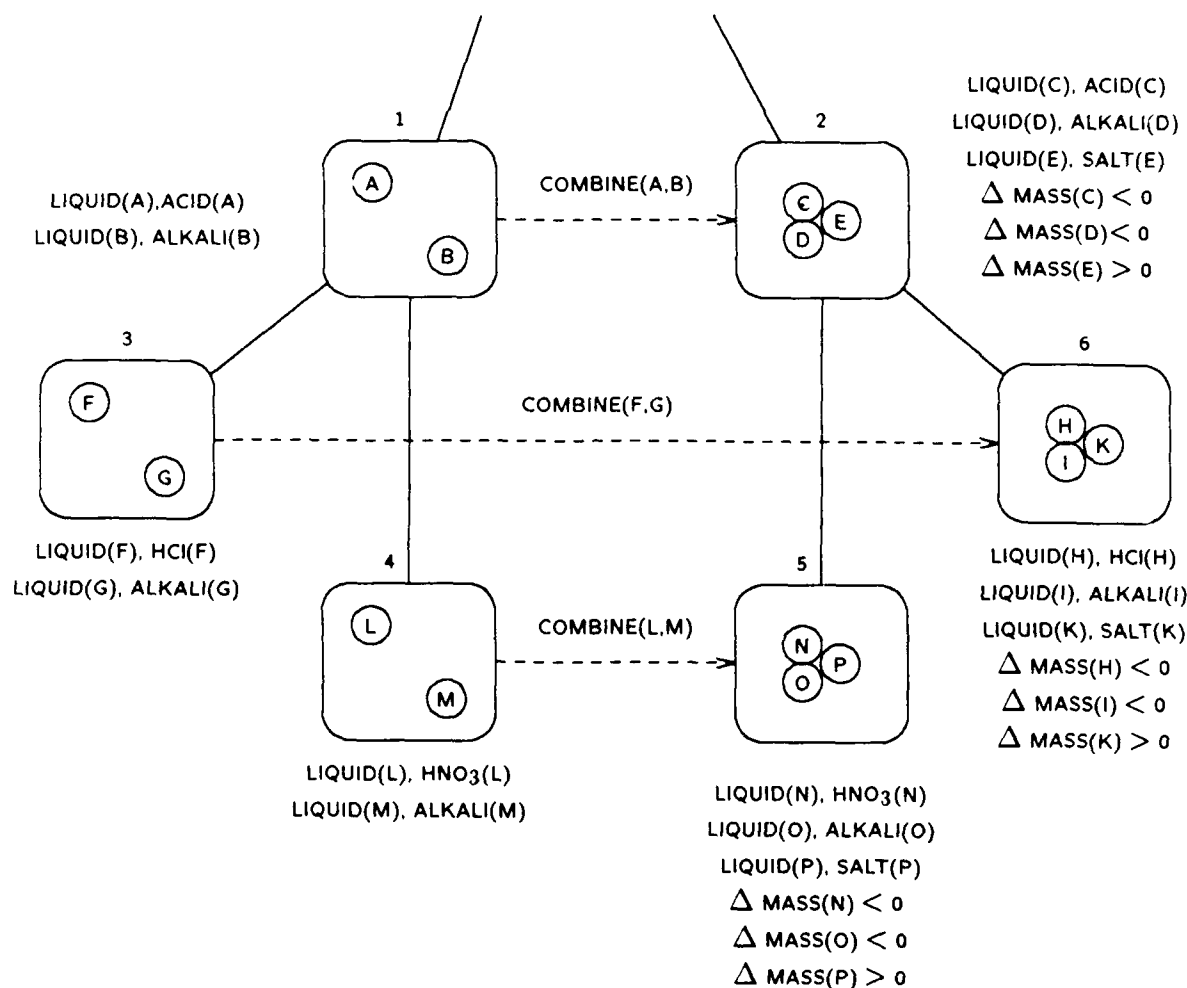 1
A
B
LIQUID(A),ACID(A)
LIQUID(B), ALKALI(B)
COMBINE(A,B)
2
C
D
E
LIQUID(C), ACID(C)
LIQUID(D), ALKALI(D)
LIQUID(E), SALT(E)
Δ MASS(C) < 0
Δ MASS(D) < 0
Δ MASS(E) > 0
3
F
G
LIQUID(F), HCl(F)
LIQUID(G), ALKALI(G)
COMBINE(F,G)
6
H
I
K
LIQUID(H), HCl(H)
LIQUID(I), ALKALI(I)
LIQUID(K), SALT(K)
Δ MASS(H) < 0
Δ MASS(I) < 0
Δ MASS(K) > 0
4
L
M
LIQUID(L), HNO3(L)
LIQUID(M), ALKALI(M)
COMBINE(L,M)
5
N
O
P
LIQUID(N), HNO3(N)
LIQUID(O), ALKALI(O)
LIQUID(P), SALT(P)
Δ MASS(N) < 0
Δ MASS(O) < 0
Δ MASS(P) > 0